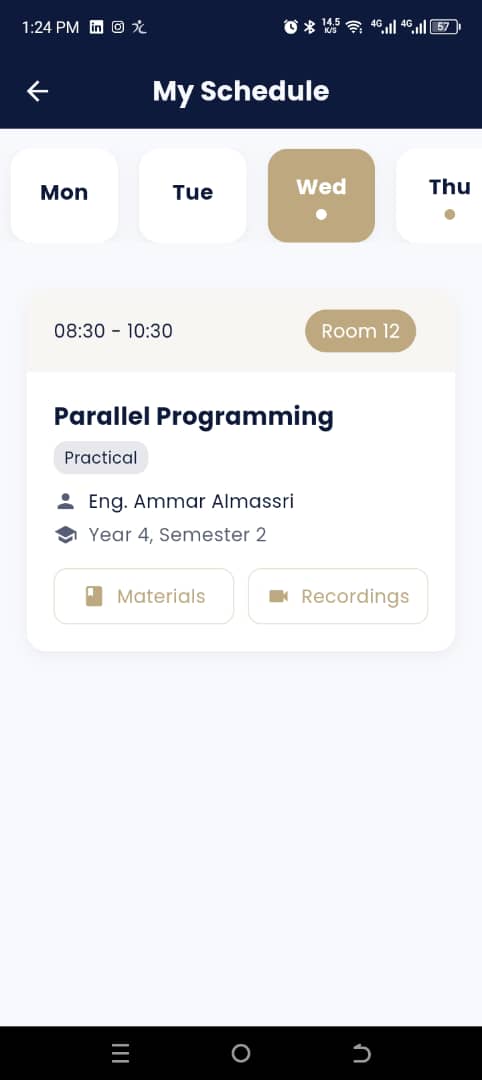 1:24 PM
14.5 K/S 4G 4G 57
My Schedule
Mon Tue Wed Thu
08:30 - 10:30 Room 12
Parallel Programming
Practical
Eng. Ammar Almassri
Year 4, Semester 2
Materials Recordings